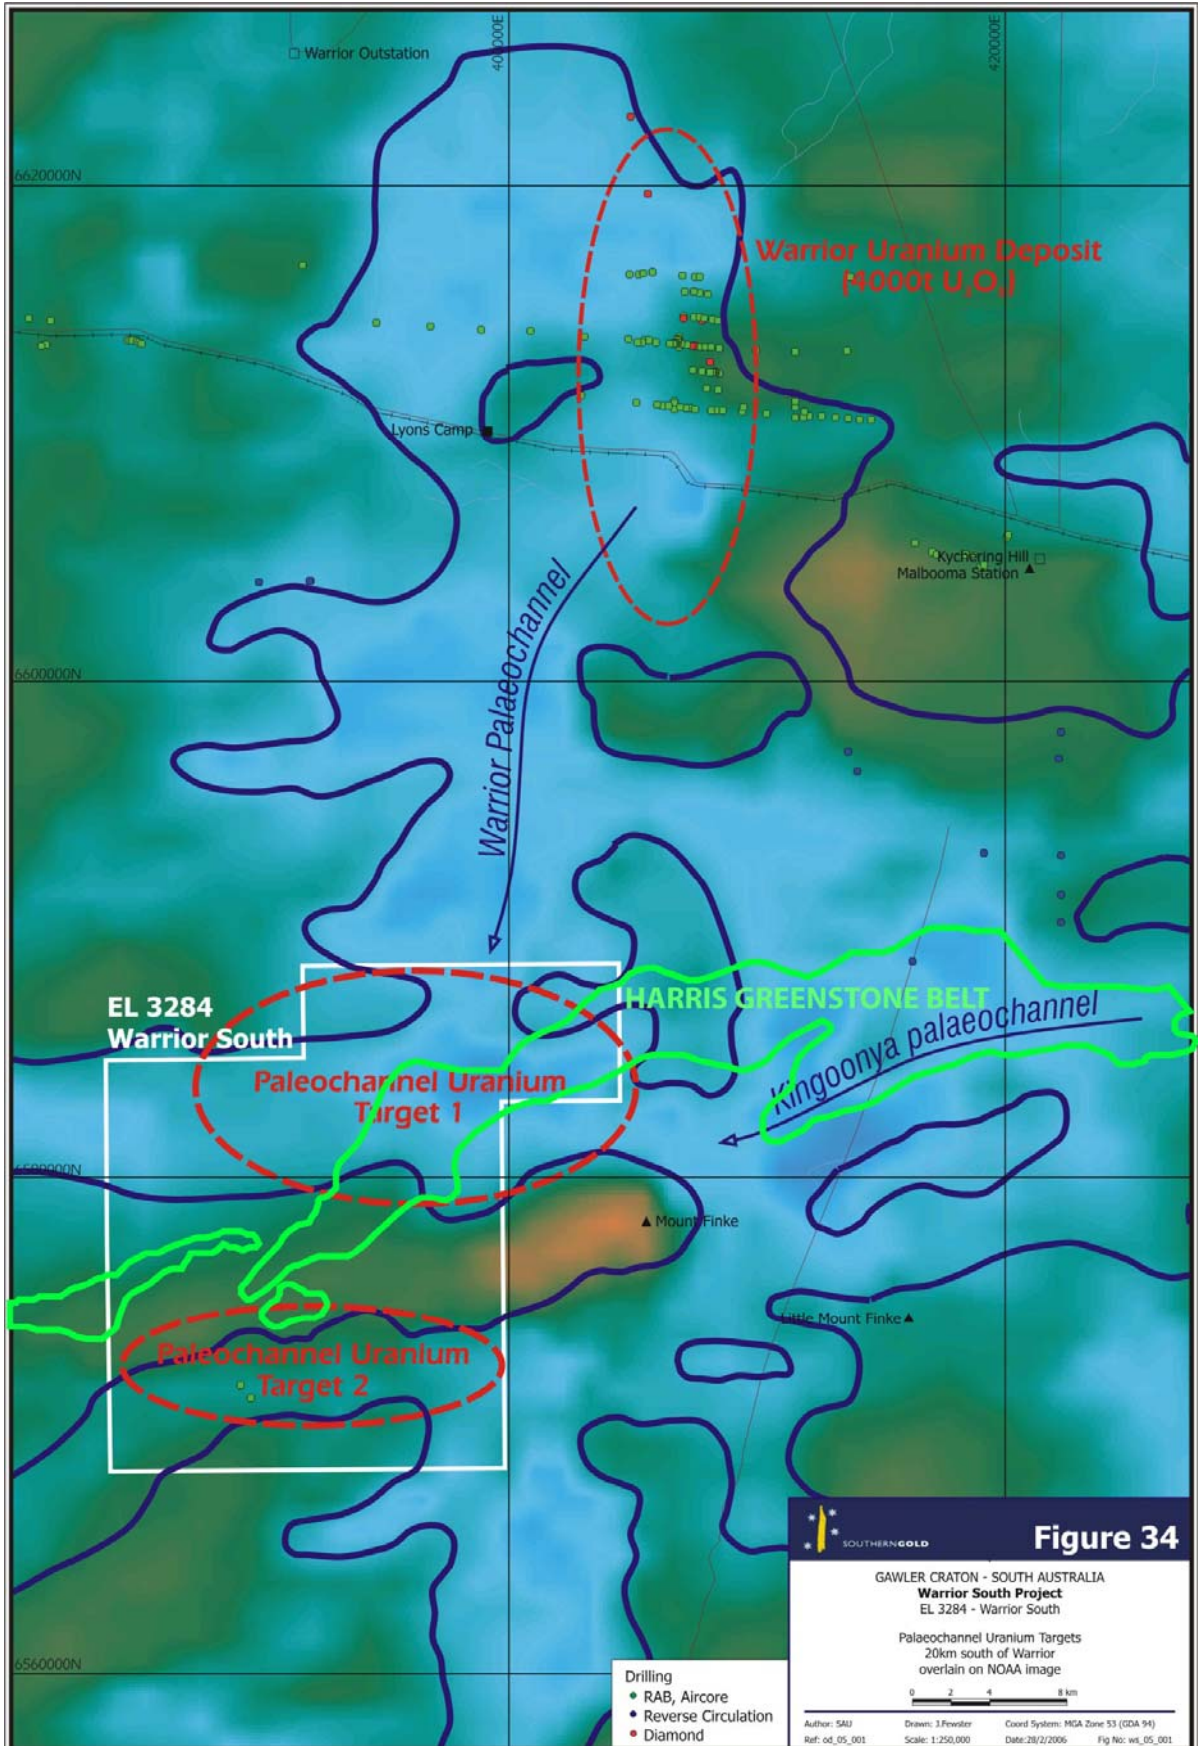 Warrior Outstation
400000E
420000E
6620000N
Warrior Uranium Deposit
(4000t U3O8)
Lyons Camp
Kychering Hill
Malbooma Station
6600000N
Warrior Palaeochannel
EL 3284
Warrior South
HARRIS GREENSTONE BELT
Kingoonya palaeochannel
Paleochannel Uranium
Target 1
Mount Finke
Little Mount Finke
Paleochannel Uranium
Target 2
6560000N
Drilling
RAB, Aircore
Reverse Circulation
Diamond
SOUTHERNGOLD
Figure 34
GAWLER CRATON - SOUTH AUSTRALIA
Warrior South Project
EL 3284 - Warrior South
Palaeochannel Uranium Targets
20km south of Warrior
overlain on NOAA image
0 2 4 8 km
Author: SAU Drawn: J.Fewster Coord System: MGA Zone 53 (GDA 94)
Ref: od_05_001 Scale: 1:250,000 Date:28/2/2006 Fig No: ws_05_001